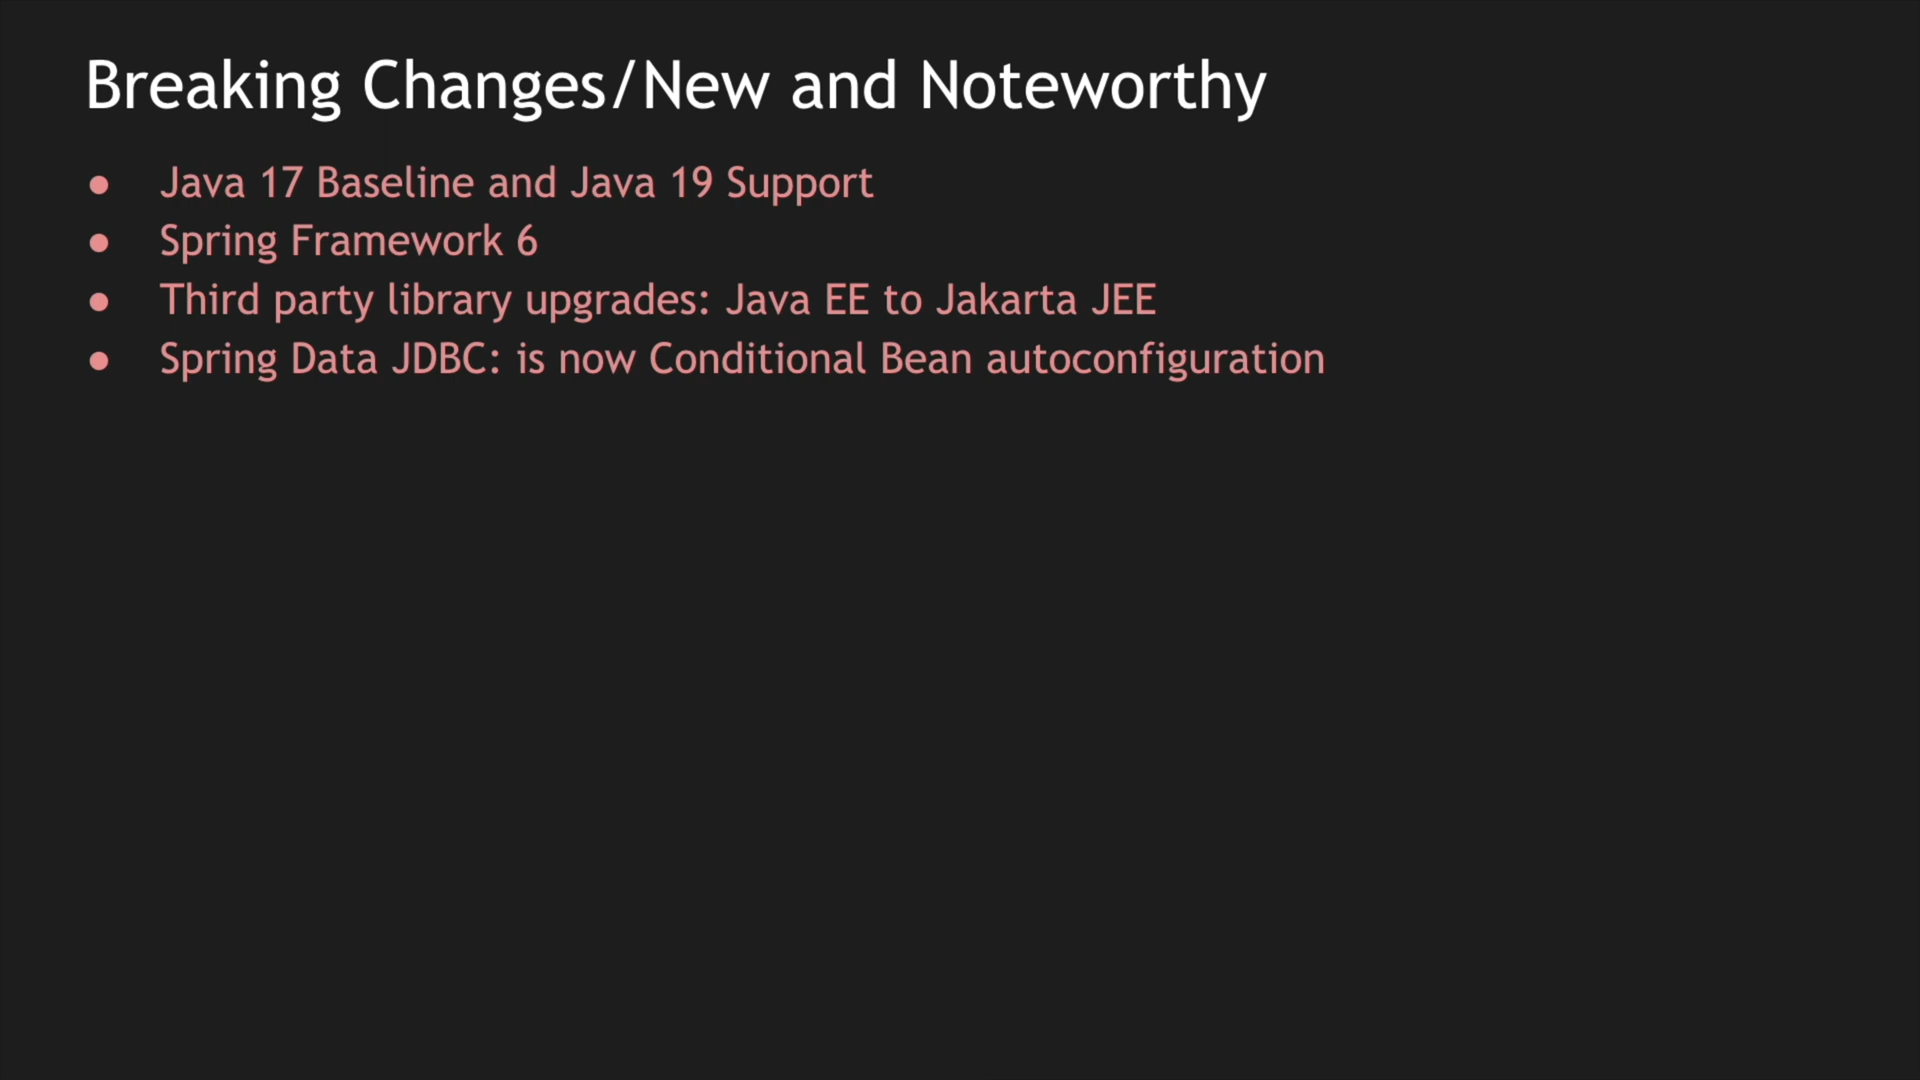 Breaking Changes/New and Noteworthy
● Java 17 Baseline and Java 19 Support
● Spring Framework 6
● Third party library upgrades: Java EE to Jakarta JEE
● Spring Data JDBC: is now Conditional Bean autoconfiguration